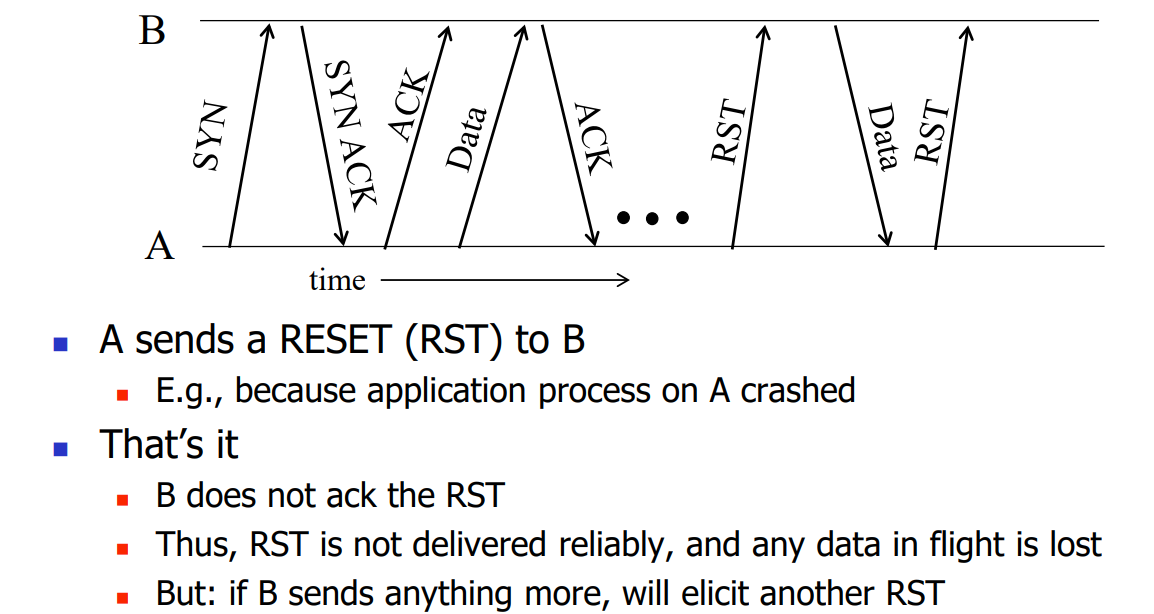 B
SYN
SYN ACK
ACK
Data
ACK
RST
Data
RST
A
time
A sends a RESET (RST) to B
E.g., because application process on A crashed
That's it
B does not ack the RST
Thus, RST is not delivered reliably, and any data in flight is lost
But: if B sends anything more, will elicit another RST